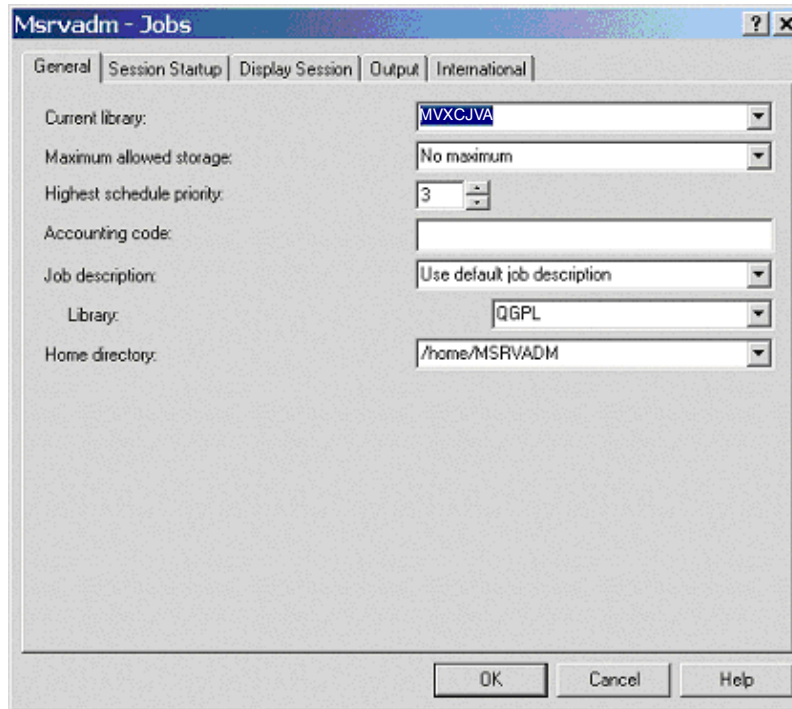 Msrvadm - Jobs
General Session Startup Display Session Output International
Current library: MVXCJVA
Maximum allowed storage: No maximum
Highest schedule priority: 3
Accounting code:
Job description: Use default job description
Library: QGPL
Home directory: /home/MSRVADM
OK Cancel Help